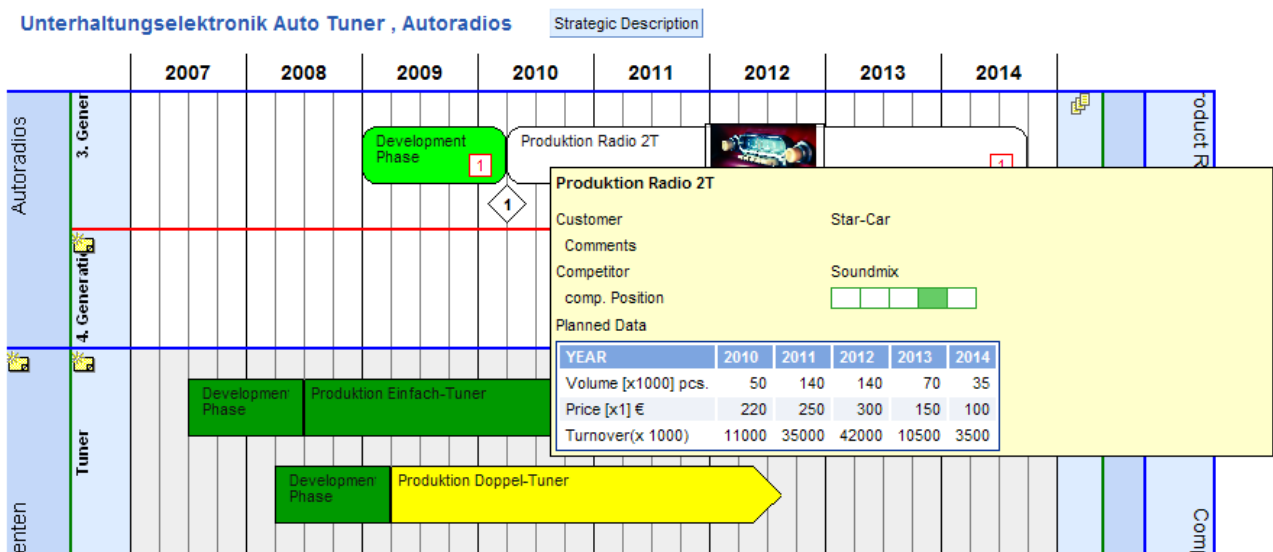 Unterhaltungselektronik Auto Tuner , Autoradios Strategic Description
2007 2008 2009 2010 2011 2012 2013 2014
Autoradios
3. Gener
Development
Phase
1
Produktion Radio 2T
1
1
4. Generati
Produktion Radio 2T
Customer Star-Car
Comments
Competitor Soundmix
comp. Position
Planned Data
YEAR 2010 2011 2012 2013 2014
Volume [x1000] pcs. 50 140 140 70 35
Price [x1] € 220 250 300 150 100
Turnover(x 1000) 11000 35000 42000 10500 3500
Tuner
Developmen
Phase
Produktion Einfach-Tuner
Developmen
Phase
Produktion Doppel-Tuner
enten
roduct R
Com